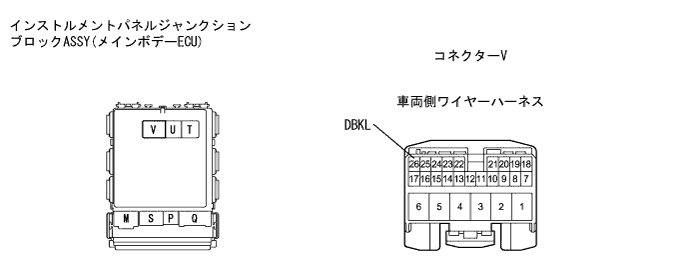 インストルメントパネルジャンクション
ブロックASSY(メインボデーECU)
コネクターV
車両側ワイヤーハーネス
DBKL
V U T
M S P Q
26 25 24 23 22 21 20 19 18
17 16 15 14 13 12 11 10 9 8 7
6 5 4 3 2 1